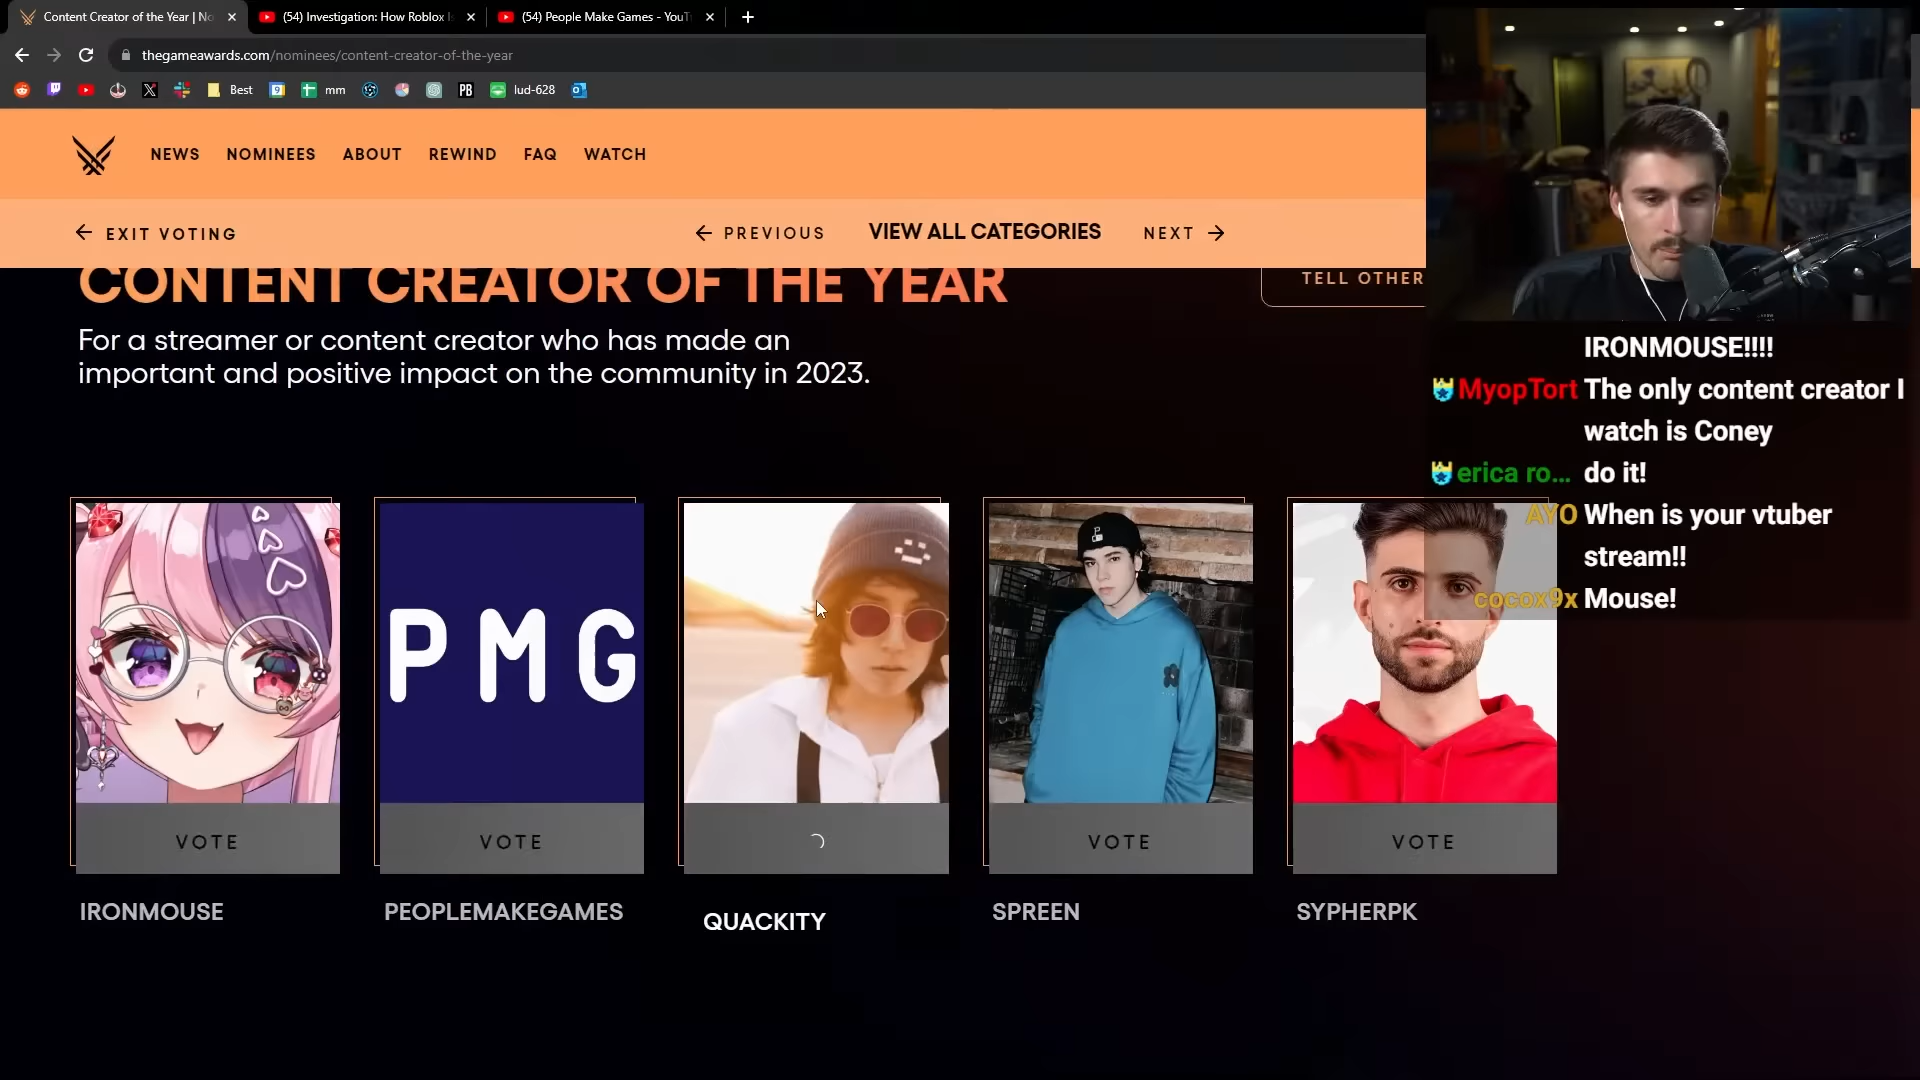 Content Creator of the Year | No
(54) Investigation: How Roblox Is
(54) People Make Games - YouT
thegameawards.com/nominees/content-creator-of-the-year
Best
9
mm
PB
lud-628
NEWS
NOMINEES
ABOUT
REWIND
FAQ
WATCH
EXIT VOTING
PREVIOUS
VIEW ALL CATEGORIES
NEXT
CONTENT CREATOR OF THE YEAR
TELL OTHER
For a streamer or content creator who has made an
important and positive impact on the community in 2023.
IRONMOUSE!!!!
MyopTort The only content creator I
watch is Coney
erica ro... do it!
AYO When is your vtuber
stream!!
cocox9x Mouse!
PMG
VOTE
VOTE
VOTE
VOTE
IRONMOUSE
PEOPLEMAKEGAMES
QUACKITY
SPREEN
SYPHERPK